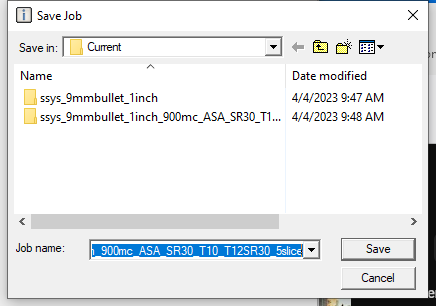 Save Job
Save in: Current
Name Date modified
ssys_9mmbullet_1inch 4/4/2023 9:47 AM
ssys_9mmbullet_1inch_900mc_ASA_SR30_T1... 4/4/2023 9:48 AM
Job name: _900mc_ASA_SR30_T10_T12SR30_5slice Save
Cancel